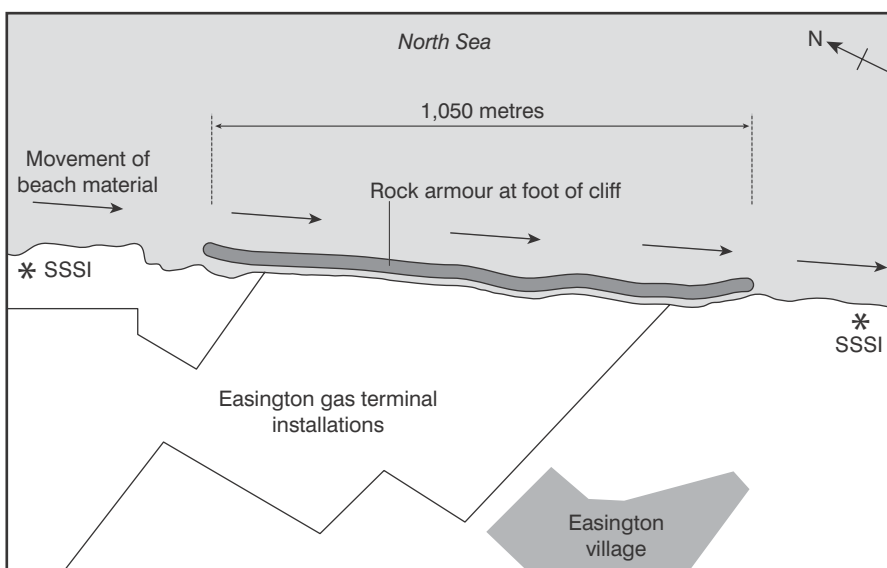 North Sea
N
1,050 metres
Movement of
beach material
Rock armour at foot of cliff
* SSSI
*
SSSI
Easington gas terminal
installations
Easington
village